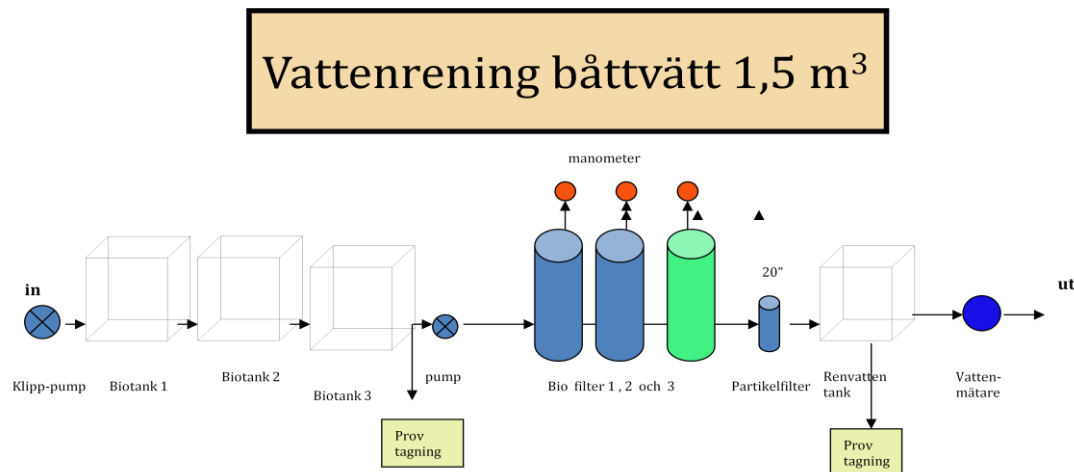 Vattenrening båttvätt 1,5 m³
manometer
20”
in
ut
Klipp-pump
Biotank 1
Biotank 2
Biotank 3
pump
Bio filter 1 , 2 och 3
Partikelfilter
Renvatten
tank
Vatten-
mätare
Prov
tagning
Prov
tagning